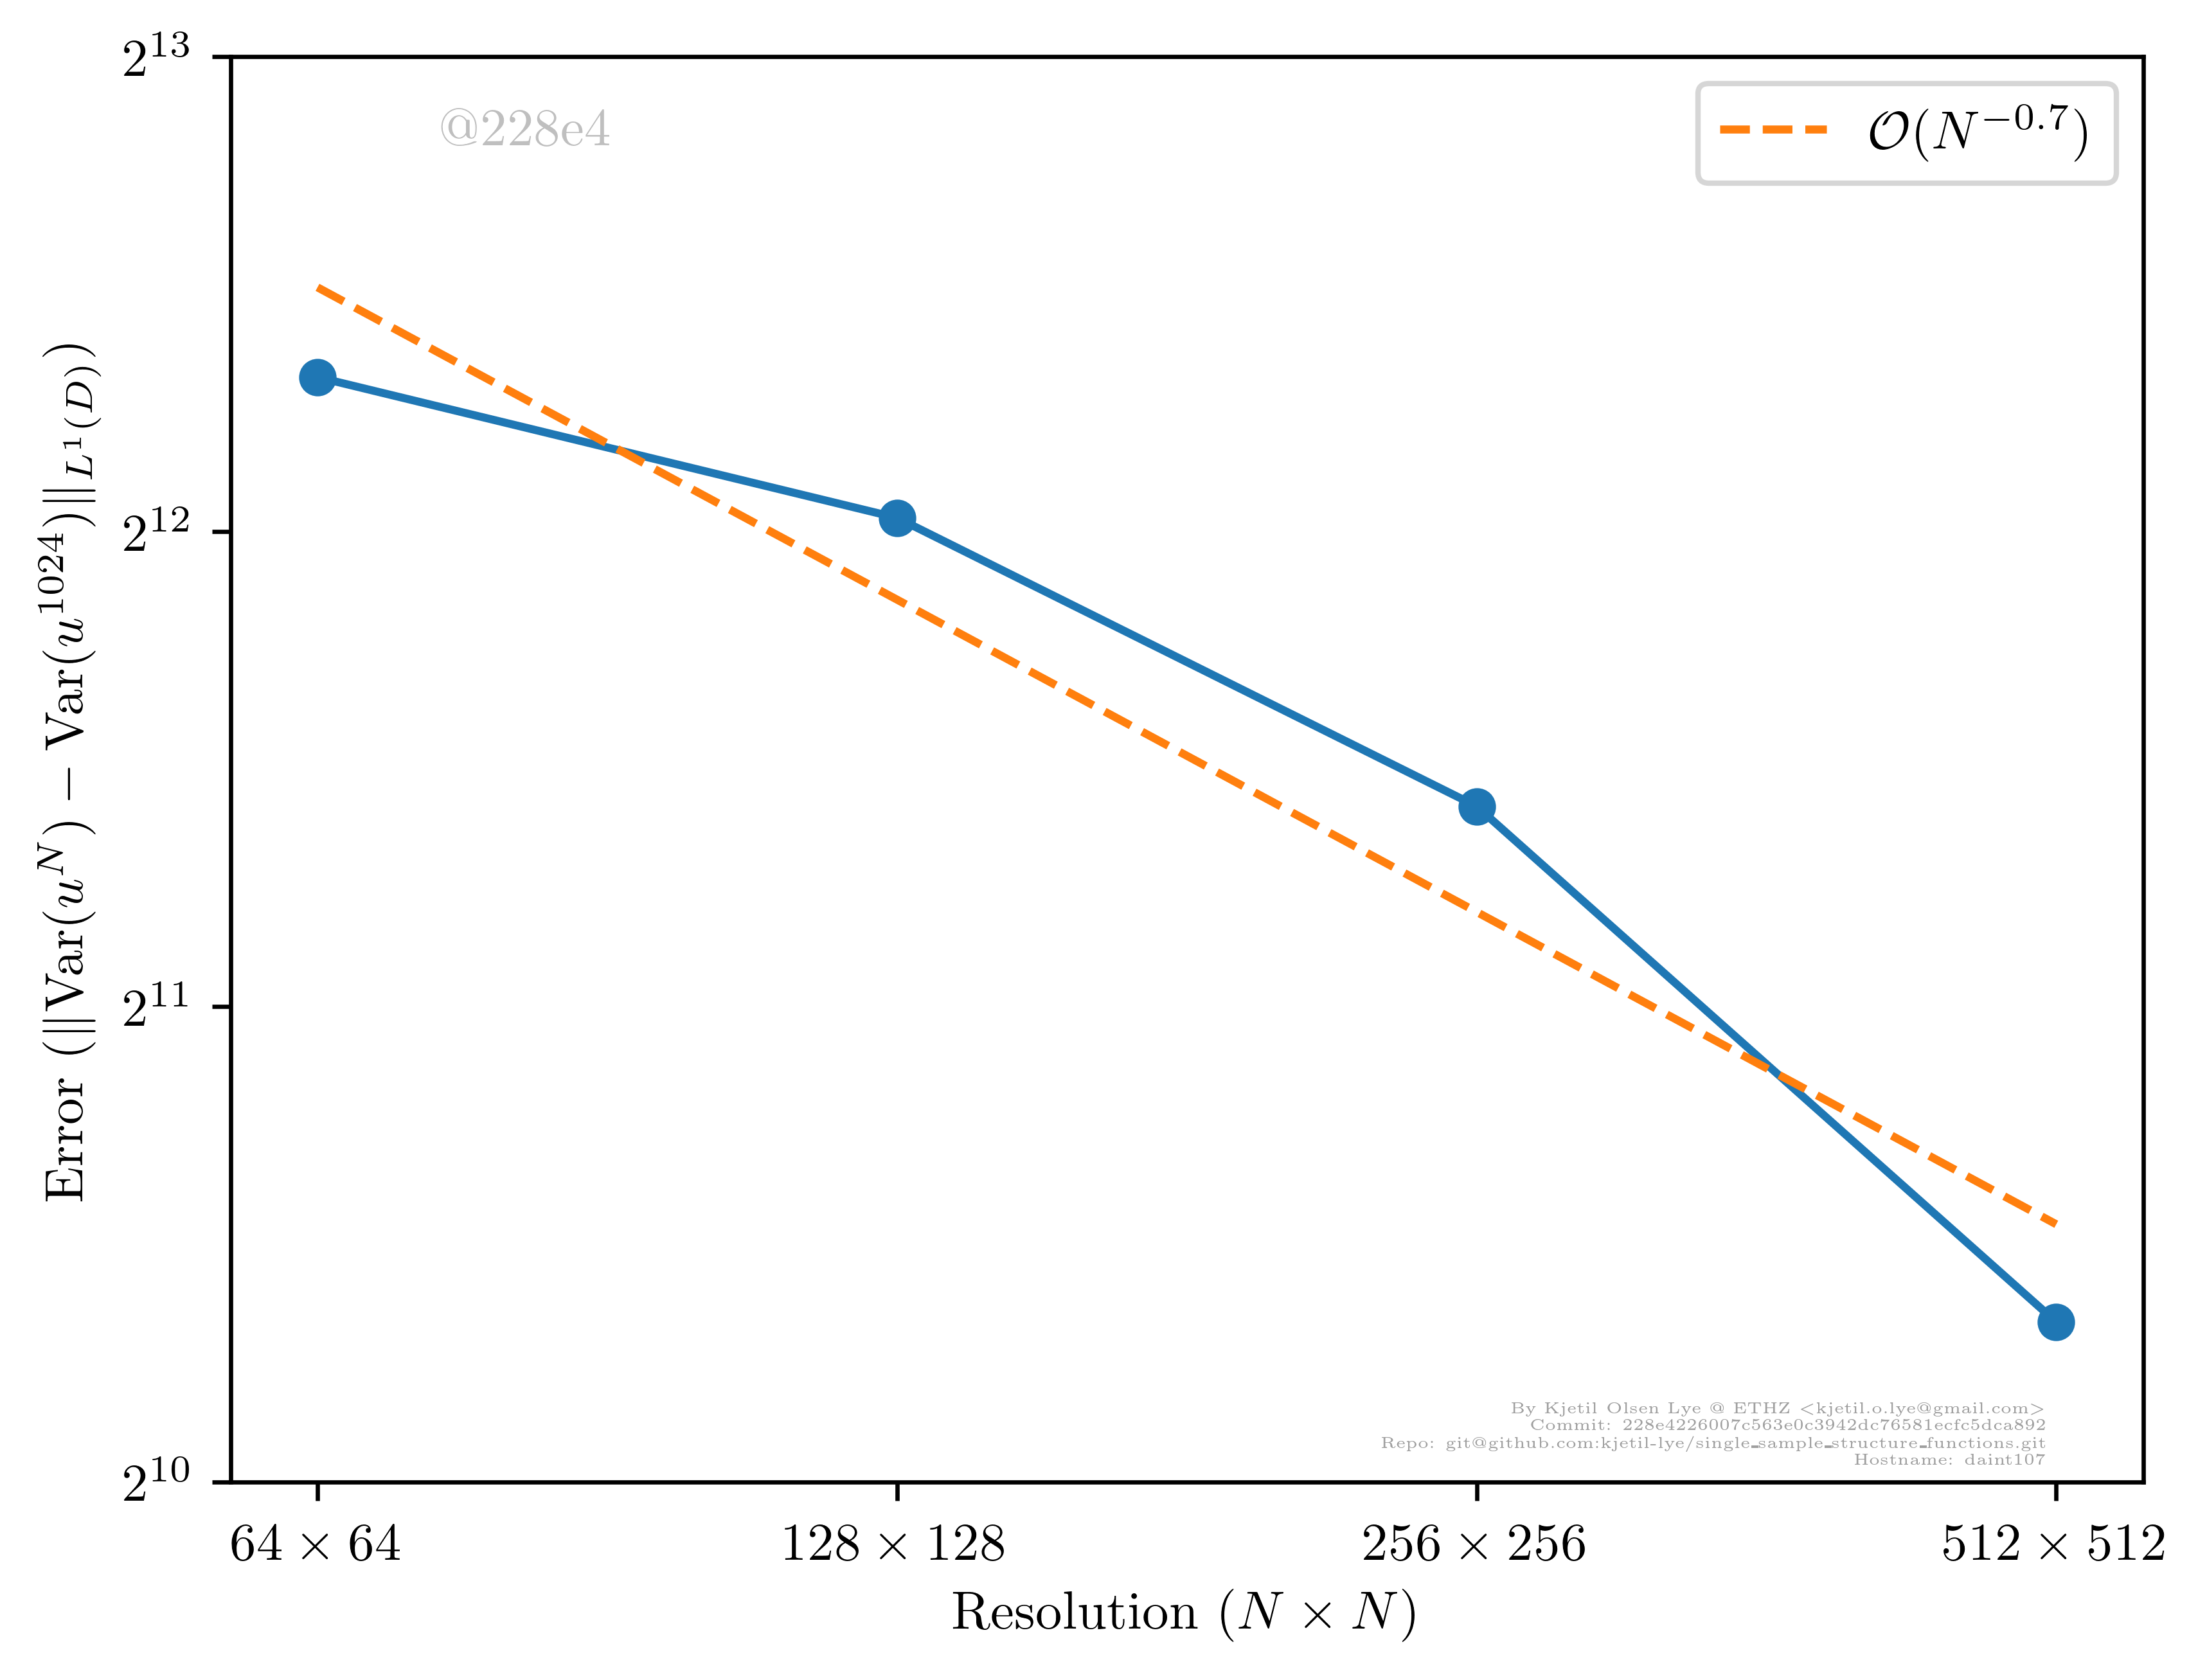 2^13
@228e4
O(N^−0.7)
2^12
2^11
2^10
Error (||Var(u^N) − Var(u^1024)||_L^1(D))
By Kjetil Olsen Lye @ ETHZ <kjetil.o.lye@gmail.com>
Commit: 228e4226007c563e0c3942dc76581ecfc5dca892
Repo: git@github.com:kjetil-lye/single_sample_structure_functions.git
Hostname: daint107
64 × 64
128 × 128
256 × 256
512 × 512
Resolution (N × N)